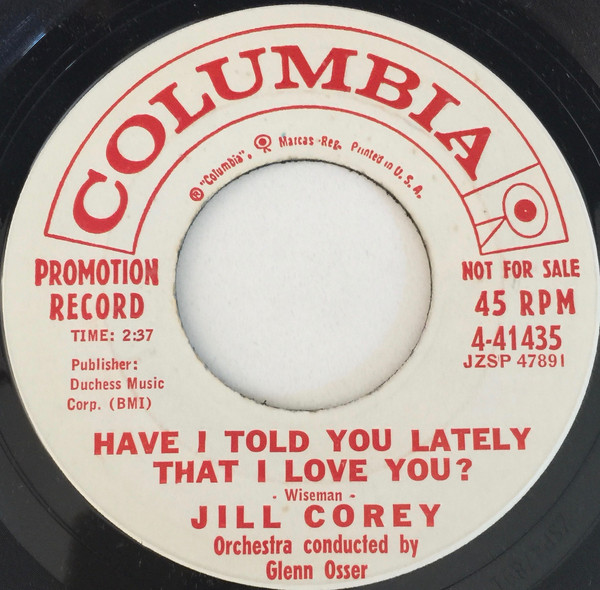 COLUMBIA
® "Columbia", Marcas Reg. Printed in U.S.A.
PROMOTION
RECORD
TIME: 2:37
Publisher:
Duchess Music
Corp. (BMI)
NOT FOR SALE
45 RPM
4-41435
JZSP 47891
HAVE I TOLD YOU LATELY
THAT I LOVE YOU?
- Wiseman -
JILL COREY
Orchestra conducted by
Glenn Osser